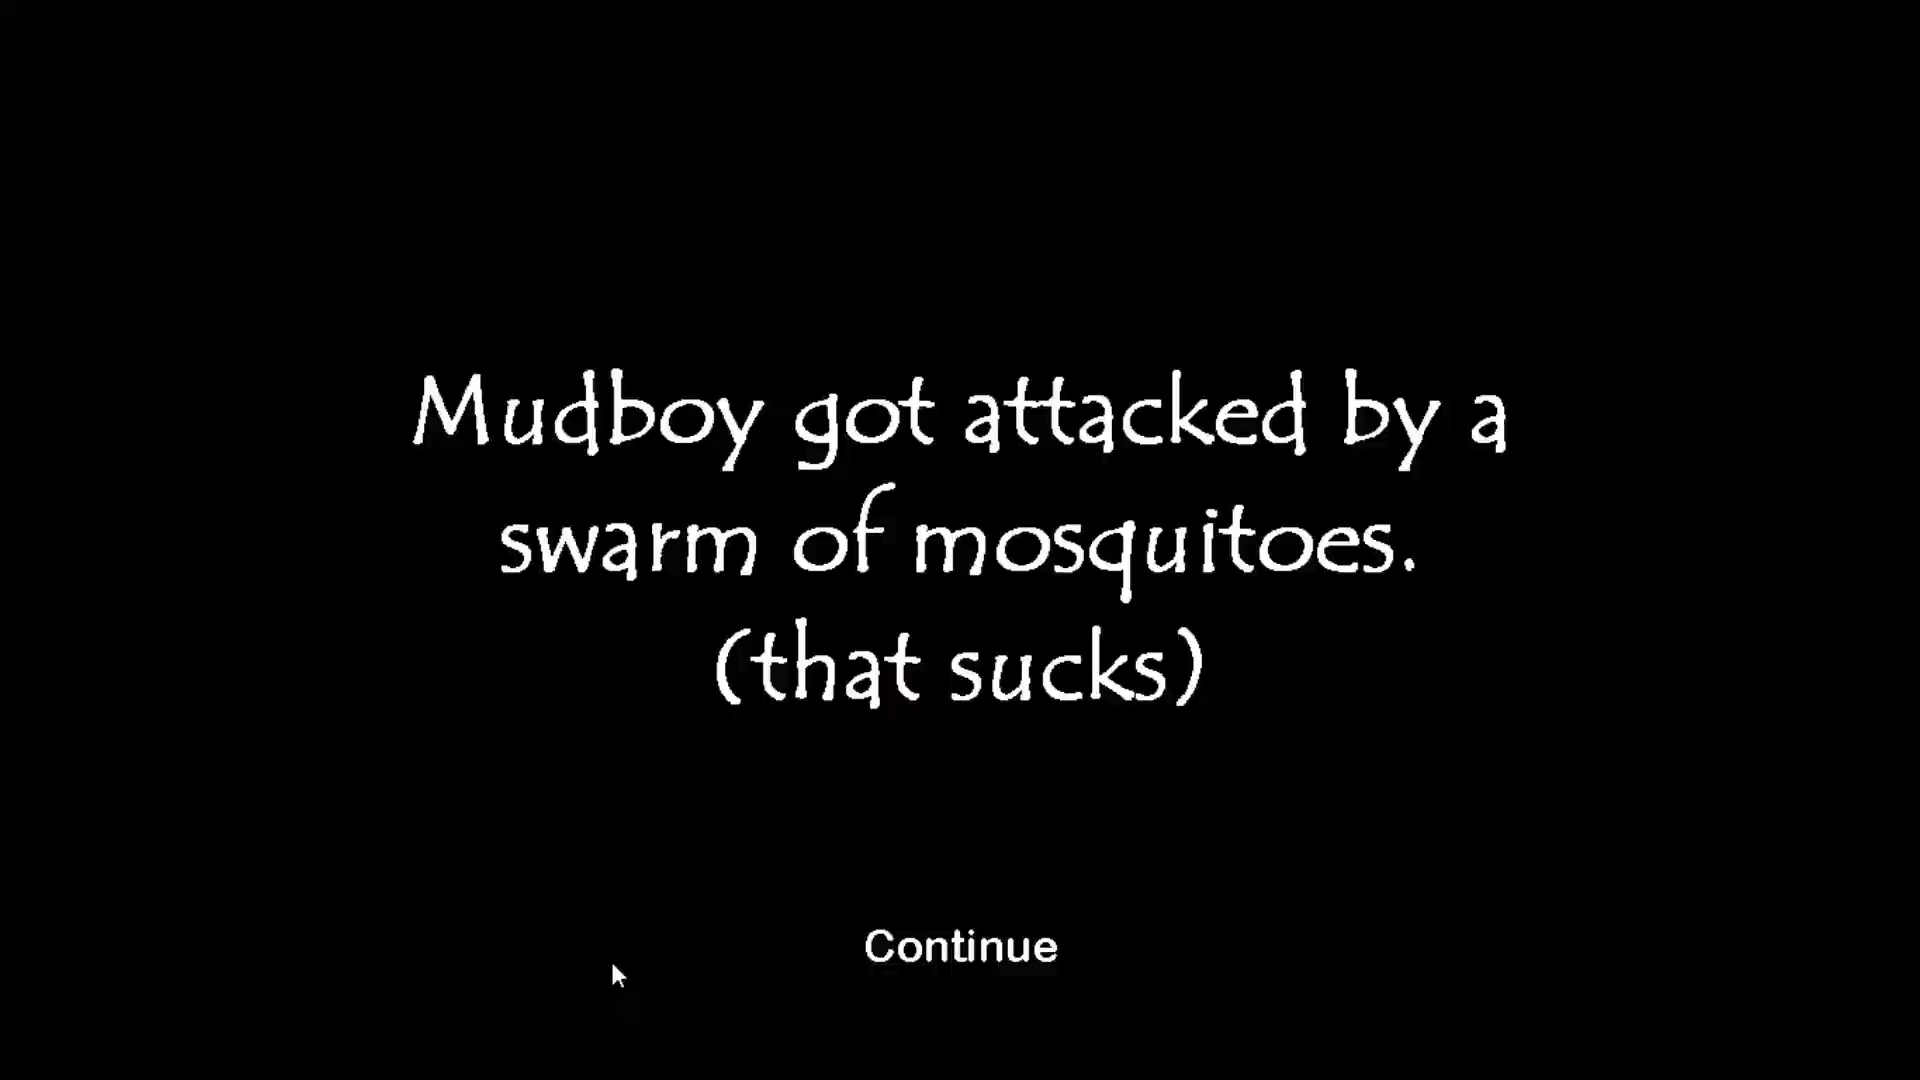 Mudboy got attacked by a
swarm of mosquitoes.
(that sucks)
Continue